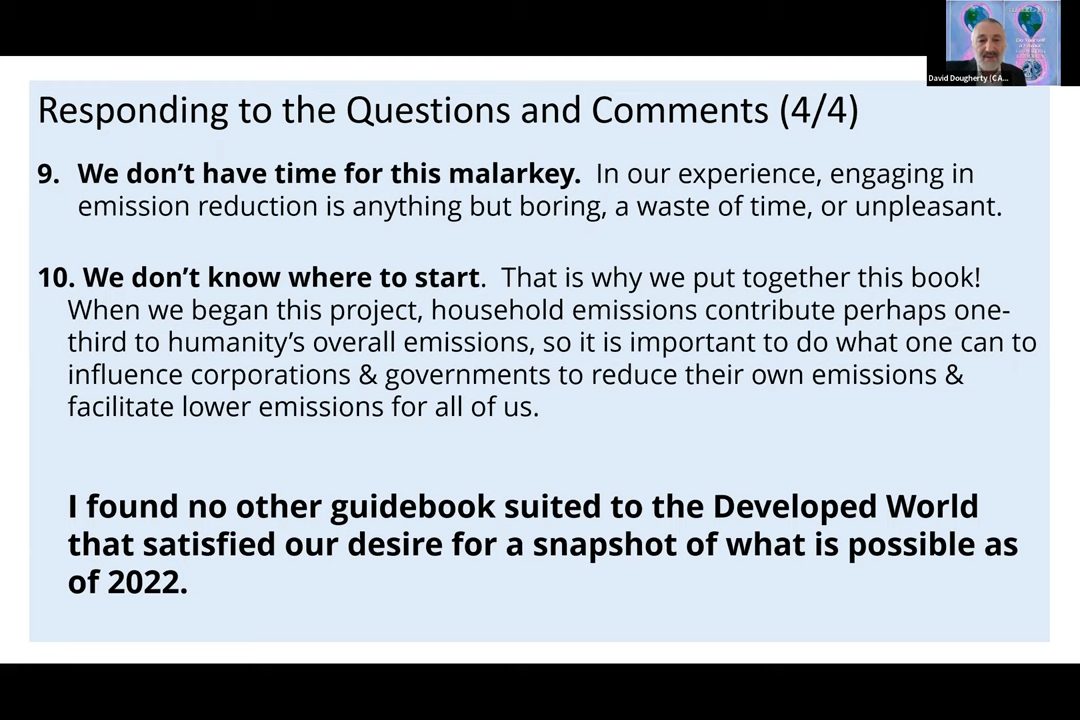 David Dougherty (CA...
Responding to the Questions and Comments (4/4)
9. We don’t have time for this malarkey. In our experience, engaging in
emission reduction is anything but boring, a waste of time, or unpleasant.
10. We don’t know where to start. That is why we put together this book!
When we began this project, household emissions contribute perhaps one-
third to humanity’s overall emissions, so it is important to do what one can to
influence corporations & governments to reduce their own emissions &
facilitate lower emissions for all of us.
I found no other guidebook suited to the Developed World
that satisfied our desire for a snapshot of what is possible as
of 2022.